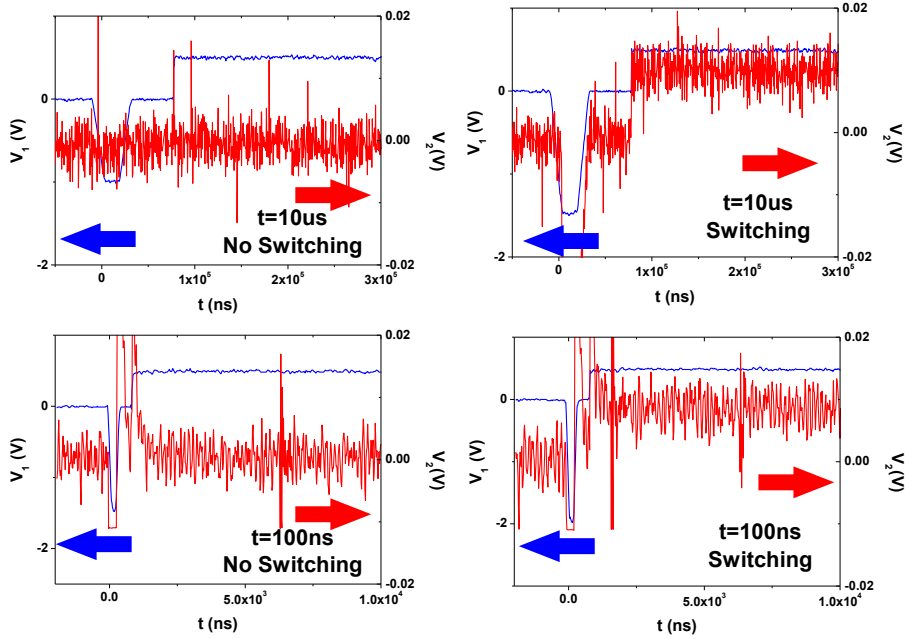 0.02
0
-2
V1 (V)
0.00
-0.02
V2(V)
t=10us
No Switching
0
1x10⁵
2x10⁵
3x10⁵
t (ns)
0.02
0
-2
V1 (V)
0.00
-0.02
V2(V)
t=10us
Switching
0
1x10⁵
2x10⁵
3x10⁵
t (ns)
0.02
0
-2
V1 (V)
0.00
-0.02
V2(V)
t=100ns
No Switching
0.0
5.0x10³
1.0x10⁴
t (ns)
0.02
0
-2
V1 (V)
0.00
-0.02
V2(V)
t=100ns
Switching
0.0
5.0x10³
1.0x10⁴
t (ns)